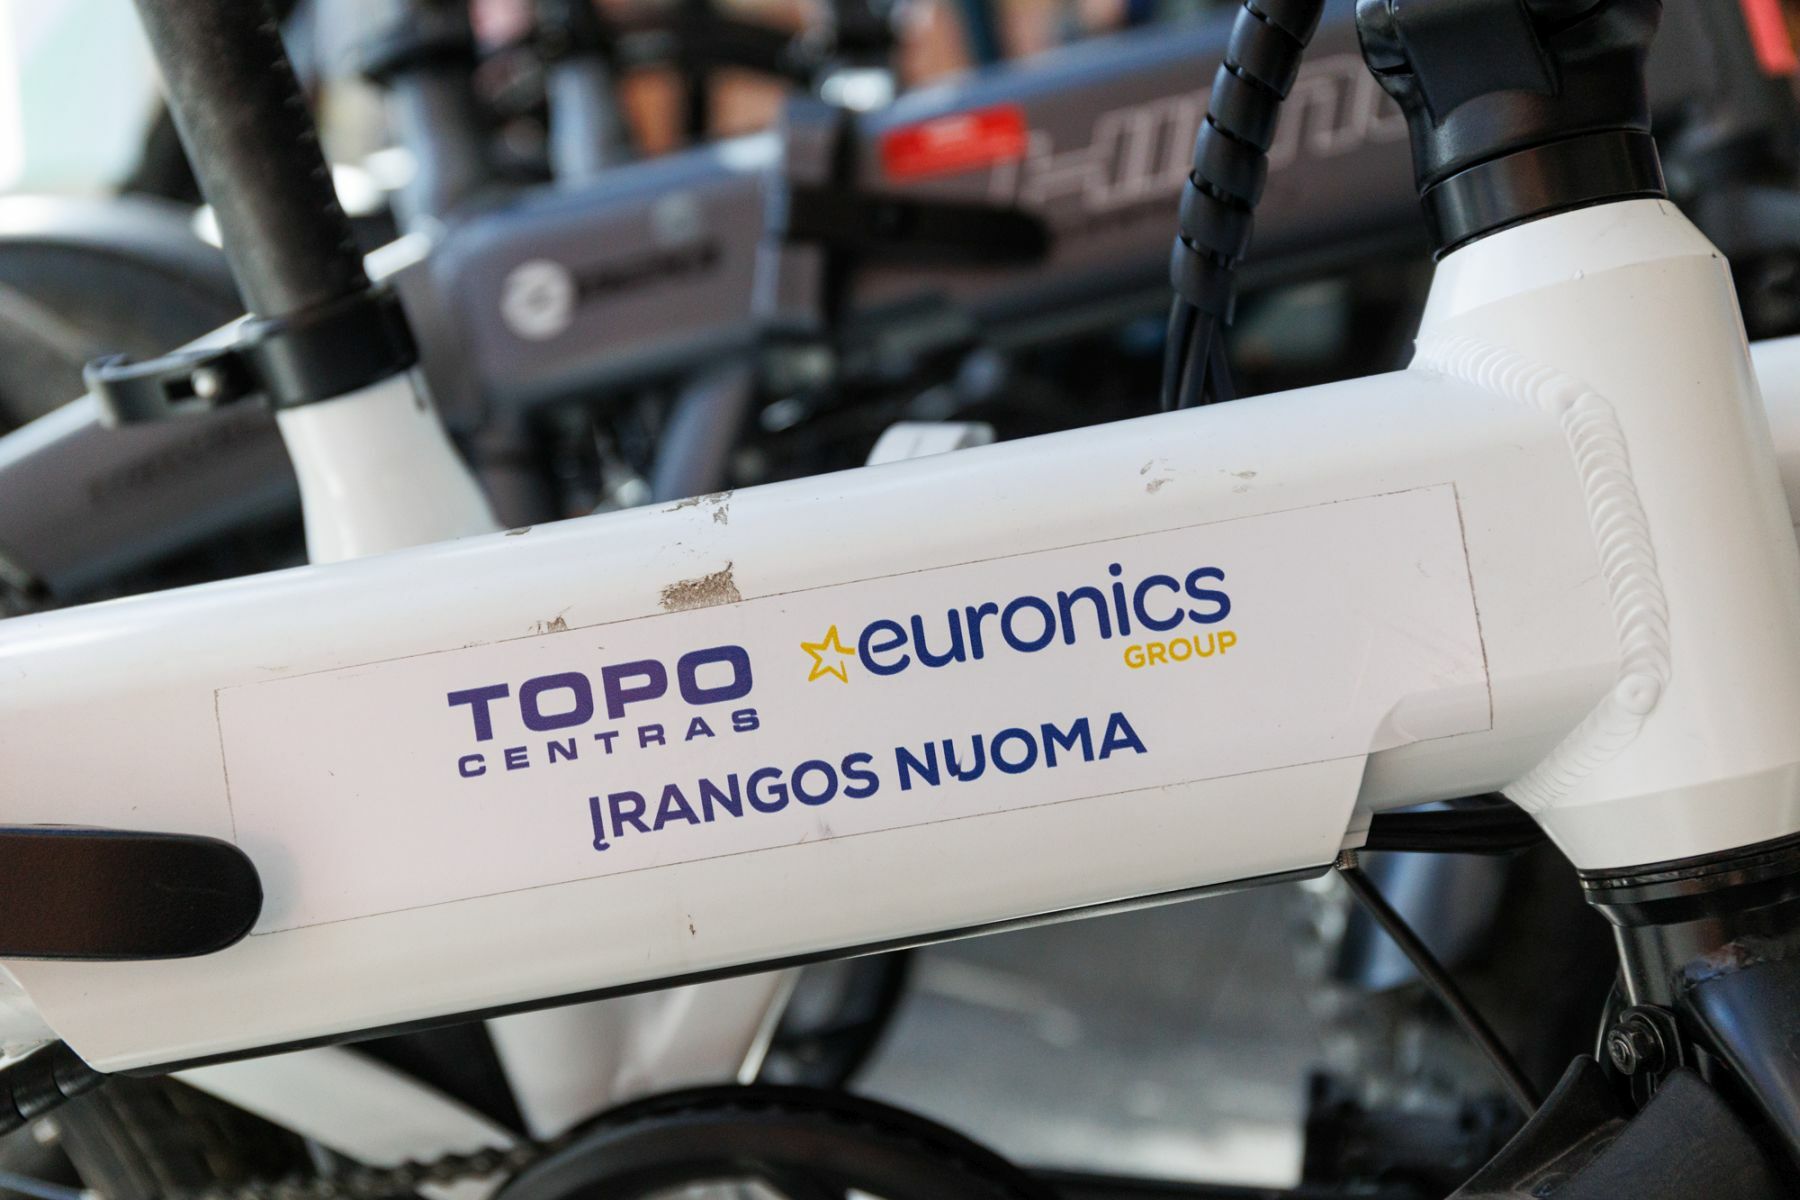 TOPO
CENTRAS
euronics
GROUP
ĮRANGOS NUOMA